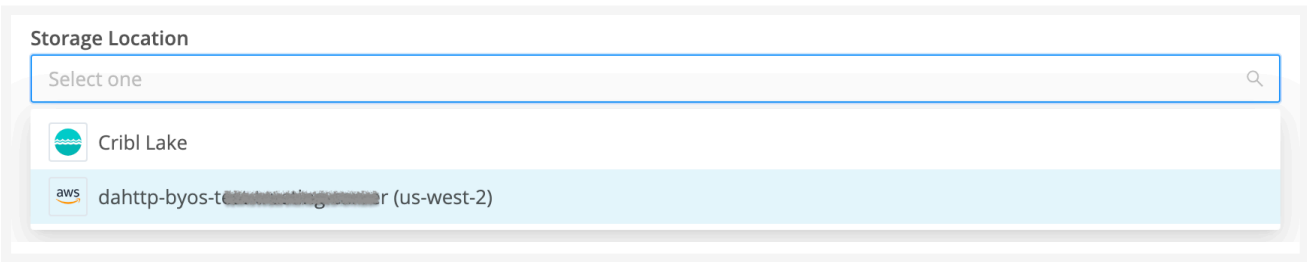 Storage Location
Select one
Cribl Lake
aws
(us-west-2)